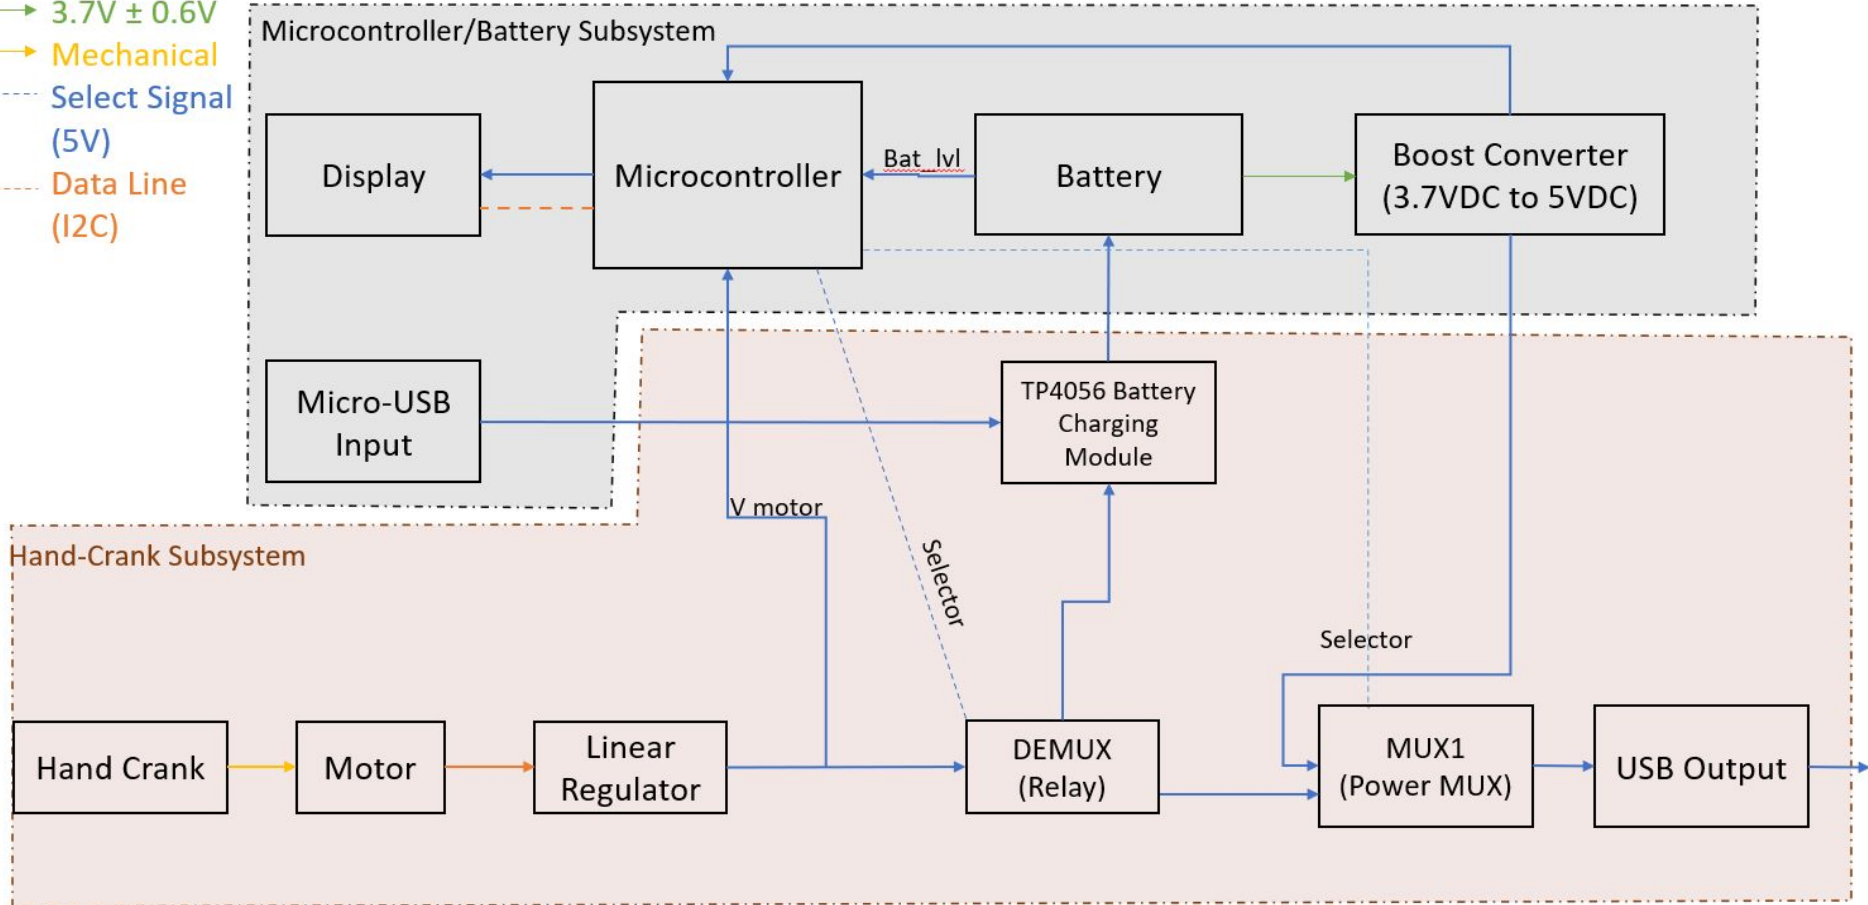 3.7V ± 0.6V
Mechanical
Select Signal
(5V)
Data Line
(I2C)
Microcontroller/Battery Subsystem
Display
Microcontroller
Bat_lvl
Battery
Boost Converter
(3.7VDC to 5VDC)
Micro-USB
Input
TP4056 Battery
Charging
Module
V motor
Selector
Selector
Hand-Crank Subsystem
Hand Crank
Motor
Linear
Regulator
DEMUX
(Relay)
MUX1
(Power MUX)
USB Output